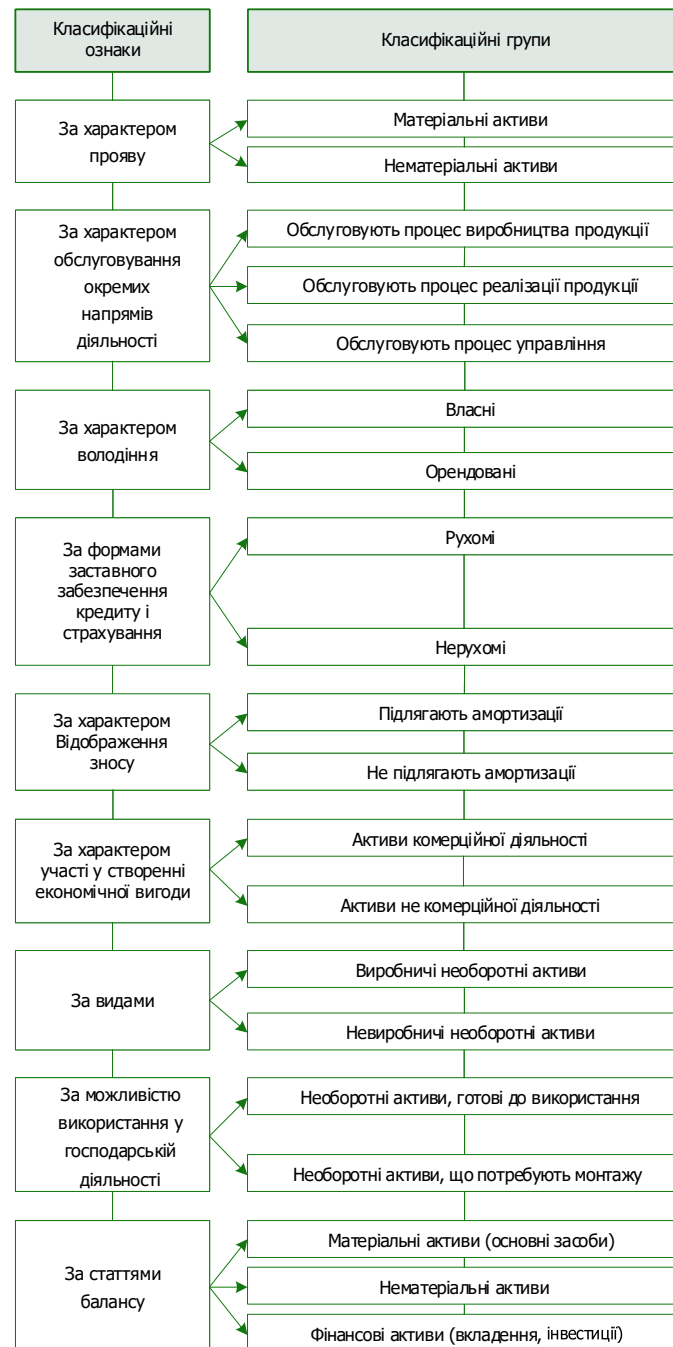 Класифікаційні
ознаки
Класифікаційні групи
За характером
прояву
Матеріальні активи
Нематеріальні активи
За характером
обслуговування
окремих
напрямів
діяльності
Обслуговують процес виробництва продукції
Обслуговують процес реалізації продукції
Обслуговують процес управління
За характером
володіння
Власні
Орендовані
За формами
заставного
забезпечення
кредиту і
страхування
Рухомі
Нерухомі
За характером
Відображення
зносу
Підлягають амортизації
Не підлягають амортизації
За характером
участі у створенні
економічної вигоди
Активи комерційної діяльності
Активи не комерційної діяльності
За видами
Виробничі необоротні активи
Невиробничі необоротні активи
За можливістю
використання у
господарській
діяльності
Необоротні активи, готові до використання
Необоротні активи, що потребують монтажу
За статтями
балансу
Матеріальні активи (основні засоби)
Нематеріальні активи
Фінансові активи (вкладення, інвестиції)